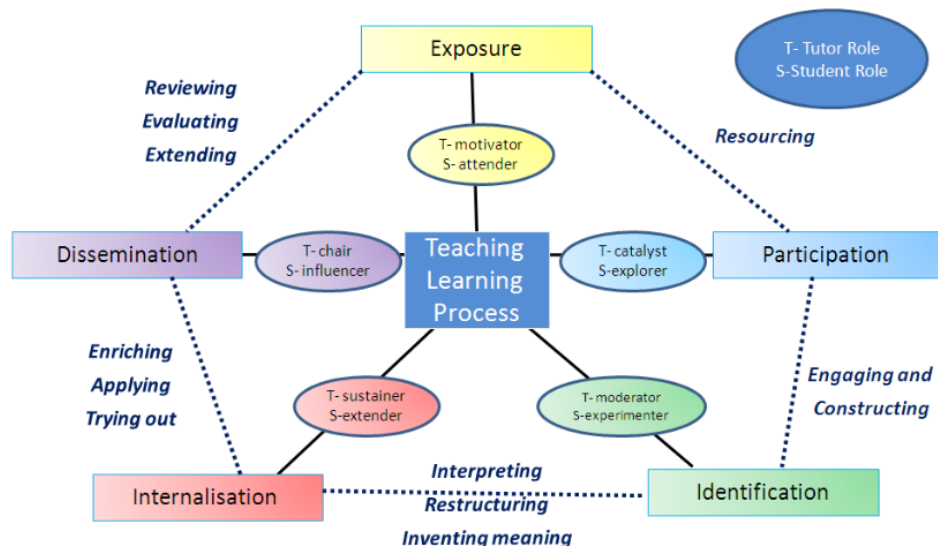 Exposure
T- Tutor Role
S-Student Role
Reviewing
Evaluating
Extending
Resourcing
T- motivator
S- attender
Dissemination
T- chair
S- influencer
Teaching
Learning
Process
T- catalyst
S-explorer
Participation
Enriching
Applying
Trying out
T- sustainer
S-extender
T- moderator
S-experimenter
Engaging and
Constructing
Internalisation
Interpreting
Restructuring
Inventing meaning
Identification